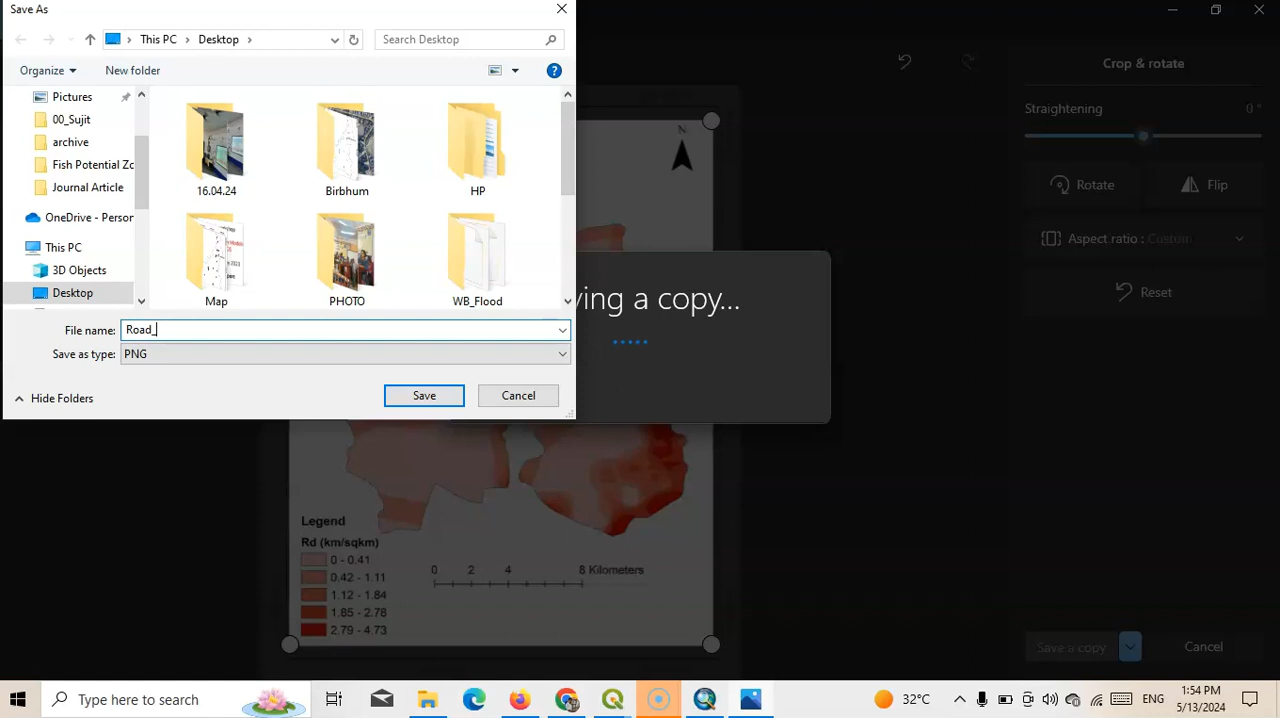 Save As
This PC
Desktop
Search Desktop
Organize
New folder
Crop & rotate
Straightening
0 °
Pictures
00_Sujit
archive
Fish Potential Zc
Journal Article
OneDrive - Person
This PC
3D Objects
Desktop
16.04.24
Birbhum
HP
Map
PHOTO
WB_Flood
N
Rotate
Flip
Aspect ratio : Custom
Reset
ving a copy...
File name:
Road_
Save as type:
PNG
Hide Folders
Save
Cancel
Legend
Rd (km/sqkm)
0 - 0.41
0.42 - 1.11
1.12 - 1.84
1.85 - 2.78
2.79 - 4.73
0 2 4 8 Kilometers
Save a copy
Cancel
Type here to search
32°C
ENG
1:54 PM
5/13/2024